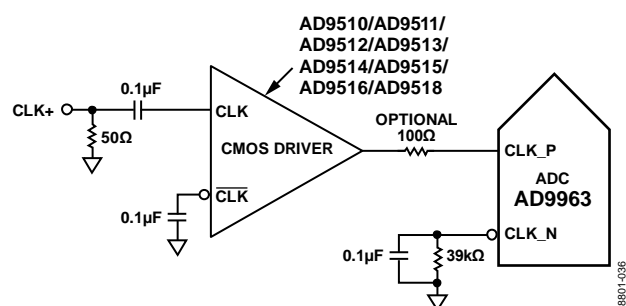 AD9510/AD9511/
AD9512/AD9513/
AD9514/AD9515/
AD9516/AD9518
0.1µF
CLK+
CLK
50Ω
CMOS DRIVER
OPTIONAL
100Ω
CLK_P
ADC
AD9963
CLK
0.1µF
CLK_N
0.1µF
39kΩ
8801-036